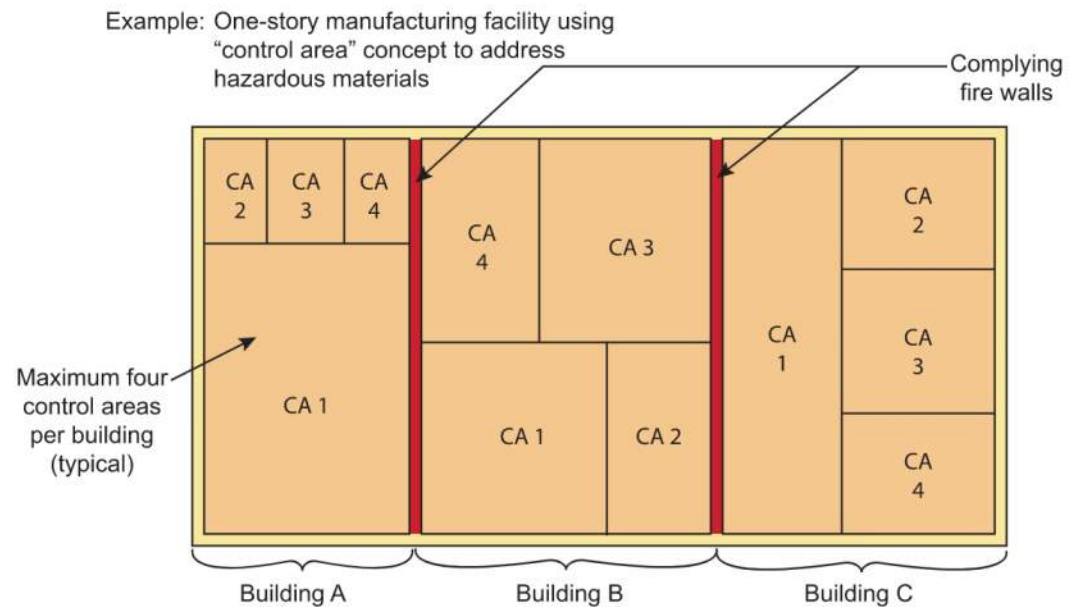 Example: One-story manufacturing facility using
“control area” concept to address
hazardous materials
Complying
fire walls
CA
2
CA
3
CA
4
CA 1
CA
4
CA 3
CA 1
CA 2
CA
1
CA
2
CA
3
CA
4
Maximum four
control areas
per building
(typical)
Building A
Building B
Building C